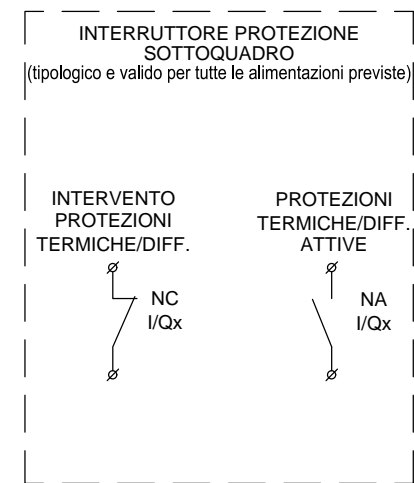 INTERRUTTORE PROTEZIONE
SOTTOQUADRO
(tipologico e valido per tutte le alimentazioni previste)
INTERVENTO
PROTEZIONI
TERMICHE/DIFF.
NC
I/Qx
PROTEZIONI
TERMICHE/DIFF.
ATTIVE
NA
I/Qx